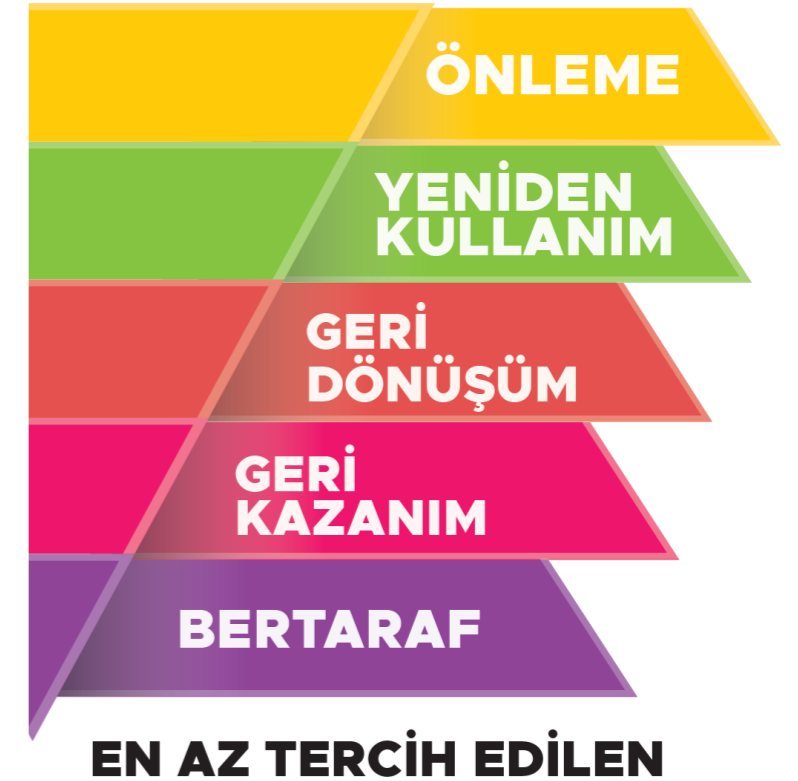 ÖNLEME
YENİDEN
KULLANIM
GERİ
DÖNÜŞÜM
GERİ
KAZANIM
BERTARAF
EN AZ TERCİH EDİLEN